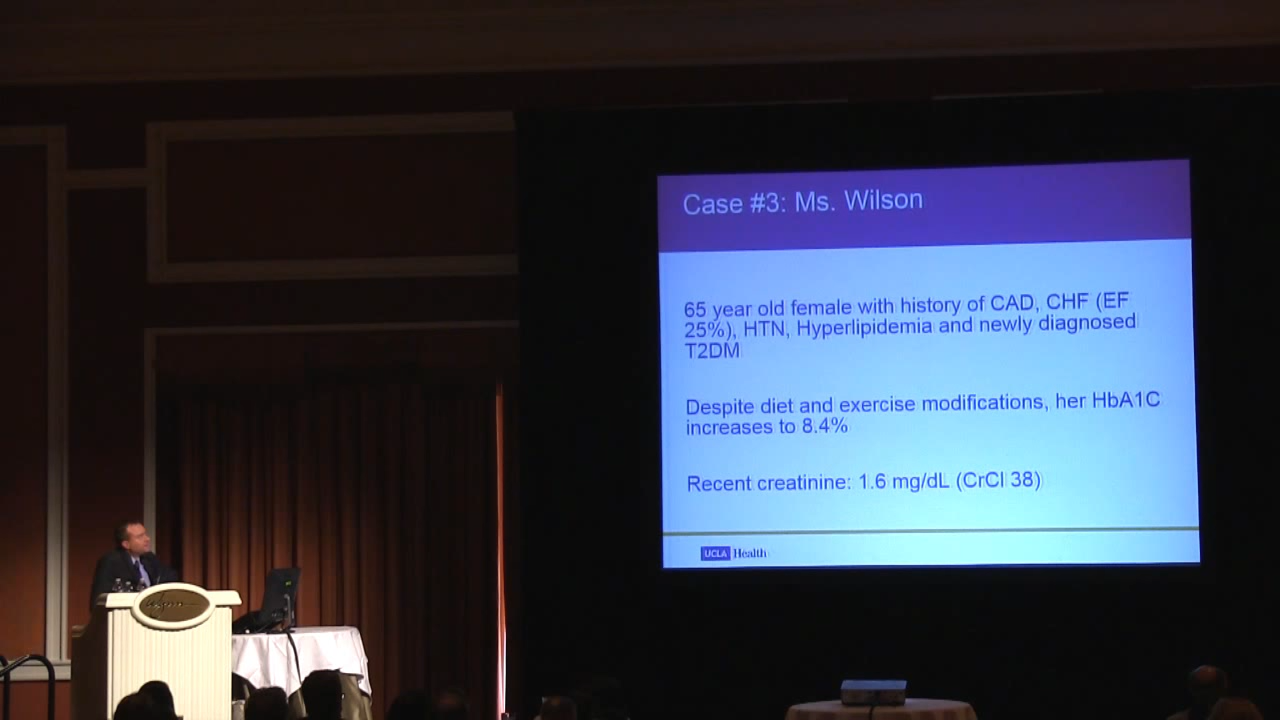 Case #3: Ms. Wilson
65 year old female with history of CAD, CHF (EF
25%), HTN, Hyperlipidemia and newly diagnosed
T2DM
Despite diet and exercise modifications, her HbA1C
increases to 8.4%
Recent creatinine: 1.6 mg/dL (CrCl 38)
UCLA Health